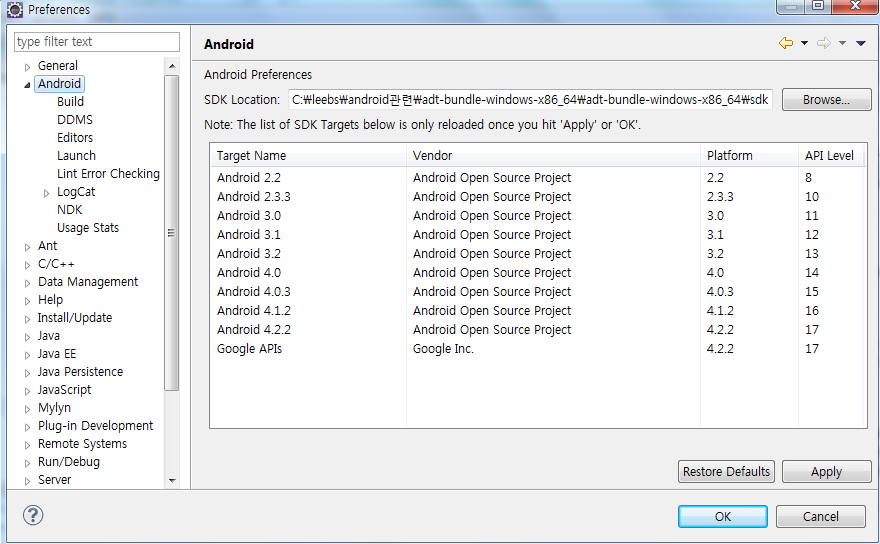 Preferences
type filter text
General
Android
Build
DDMS
Editors
Launch
Lint Error Checking
LogCat
NDK
Usage Stats
Ant
C/C++
Data Management
Help
Install/Update
Java
Java EE
Java Persistence
JavaScript
Mylyn
Plug-in Development
Remote Systems
Run/Debug
Server
Android
Android Preferences
SDK Location: C:₩leebs₩android관련₩adt-bundle-windows-x86_64₩adt-bundle-windows-x86_64₩sdk Browse...
Note: The list of SDK Targets below is only reloaded once you hit 'Apply' or 'OK'.
Target Name Vendor Platform API Level
Android 2.2 Android Open Source Project 2.2 8
Android 2.3.3 Android Open Source Project 2.3.3 10
Android 3.0 Android Open Source Project 3.0 11
Android 3.1 Android Open Source Project 3.1 12
Android 3.2 Android Open Source Project 3.2 13
Android 4.0 Android Open Source Project 4.0 14
Android 4.0.3 Android Open Source Project 4.0.3 15
Android 4.1.2 Android Open Source Project 4.1.2 16
Android 4.2.2 Android Open Source Project 4.2.2 17
Google APIs Google Inc. 4.2.2 17
Restore Defaults Apply
? OK Cancel